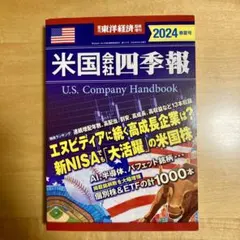 東洋経済
2024
春夏号
米国会社四季報
U.S. Company Handbook
エヌビディアに続く高成長企業は?
新NISAでも「大活躍」の米国株
AI、半導体、バフェット銘柄…
個別株&ETFの計1000本